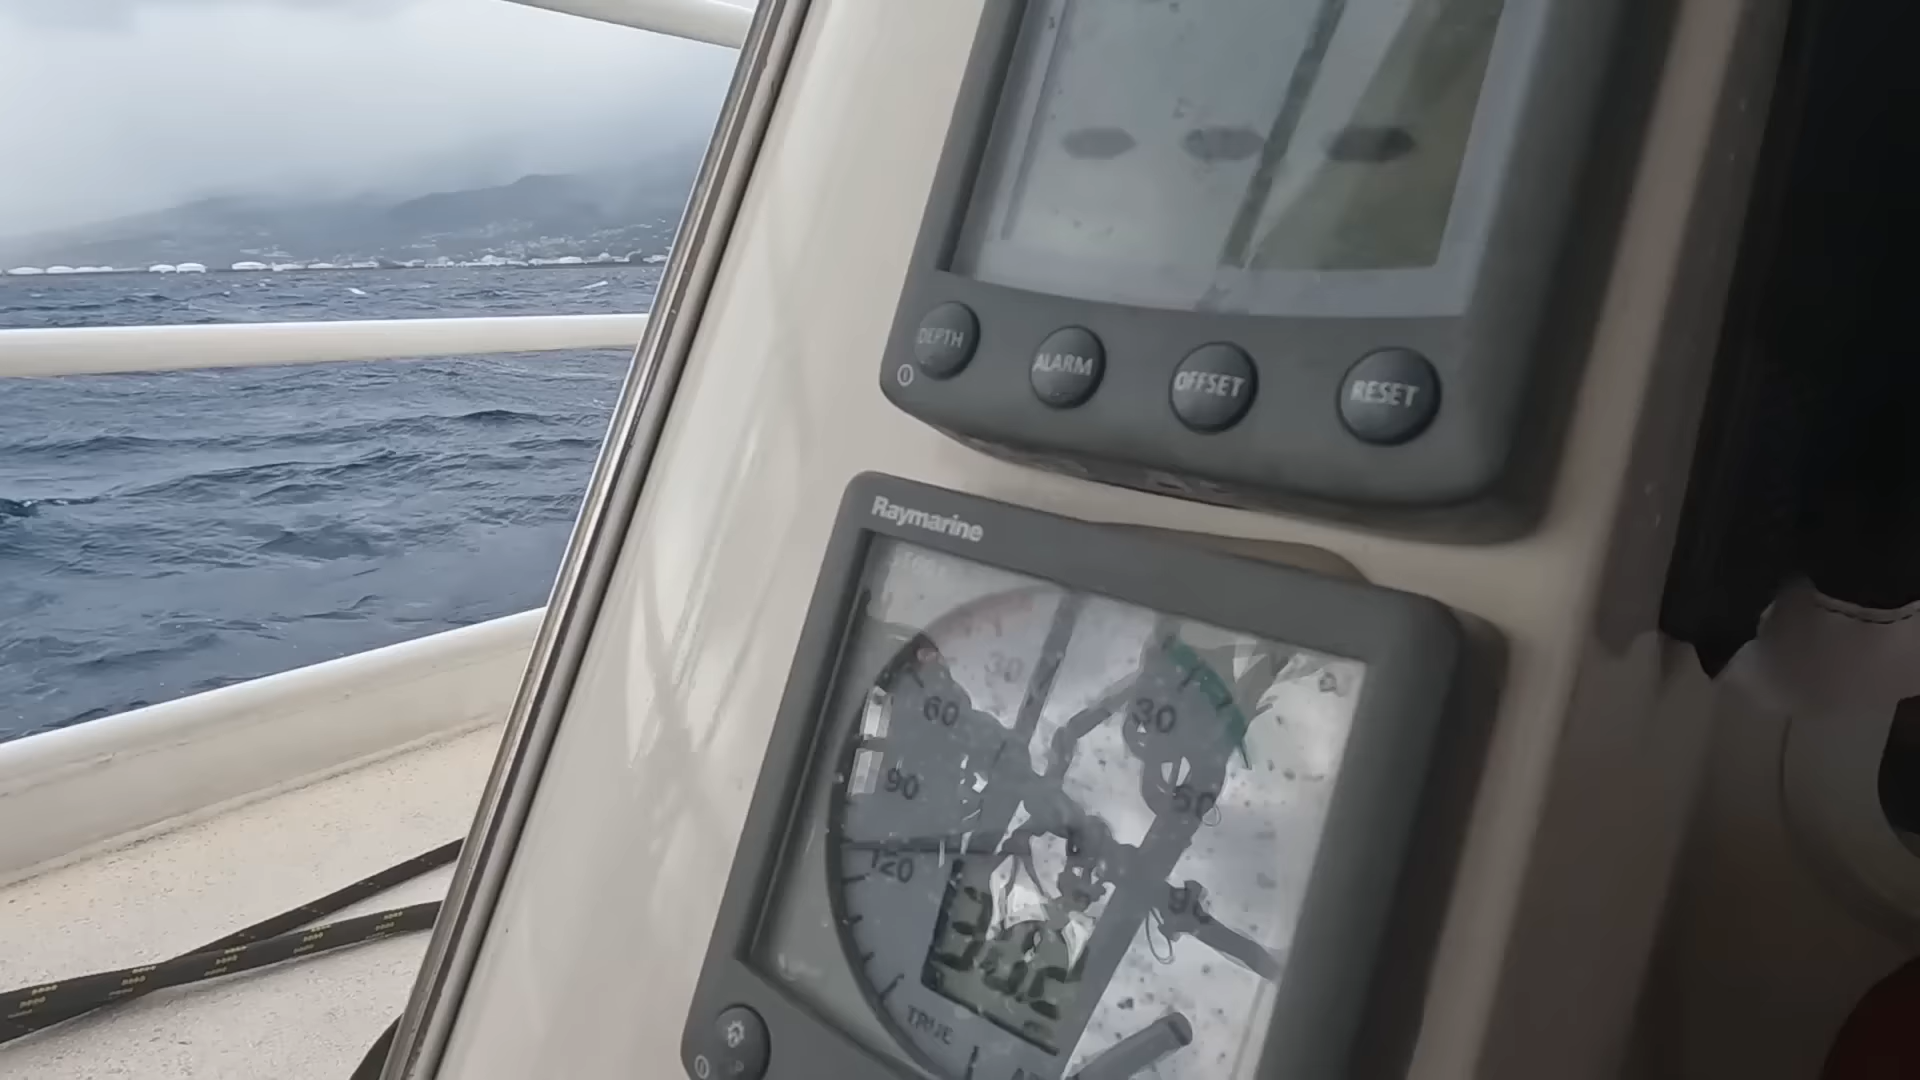 - - -
DEPTH ALARM OFFSET RESET
Raymarine
30 30
60 60
90 90
120
TRUE